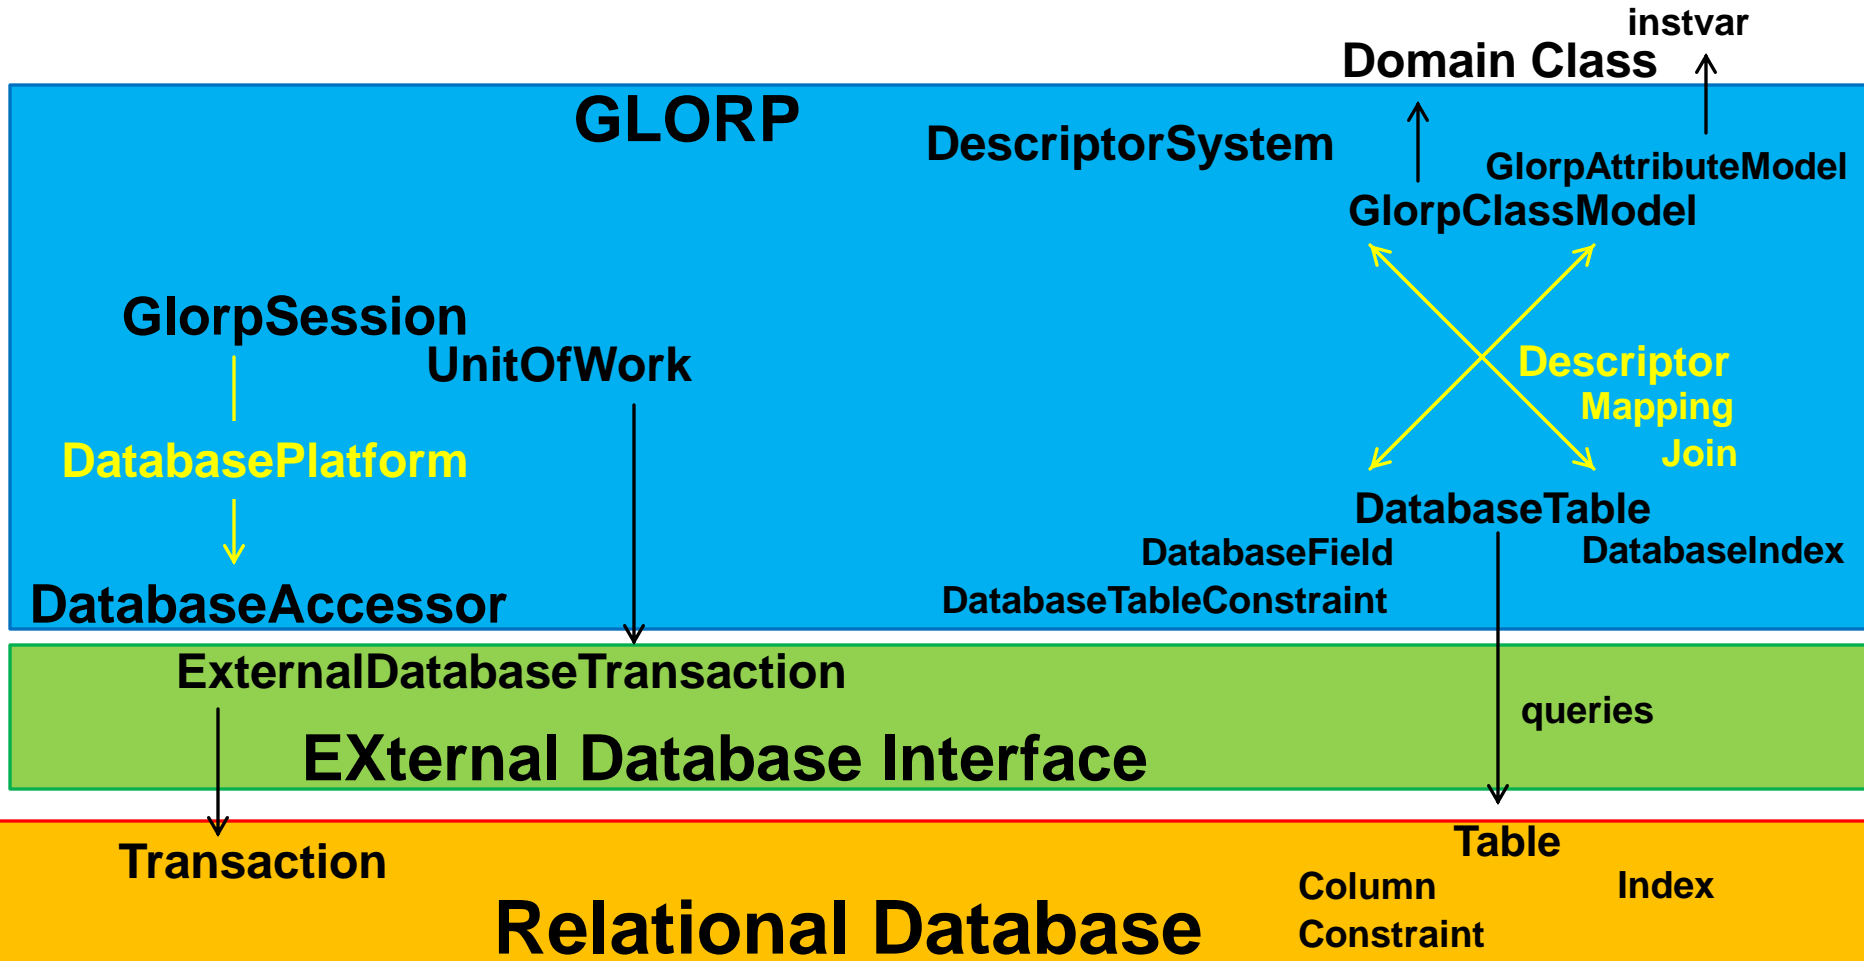 instvar
Domain Class
GLORP
DescriptorSystem
GlorpAttributeModel
GlorpClassModel
GlorpSession
UnitOfWork
Descriptor
Mapping
Join
DatabasePlatform
DatabaseTable
DatabaseField
DatabaseIndex
DatabaseTableConstraint
DatabaseAccessor
ExternalDatabaseTransaction
queries
EXternal Database Interface
Table
Transaction
Column
Index
Constraint
Relational Database